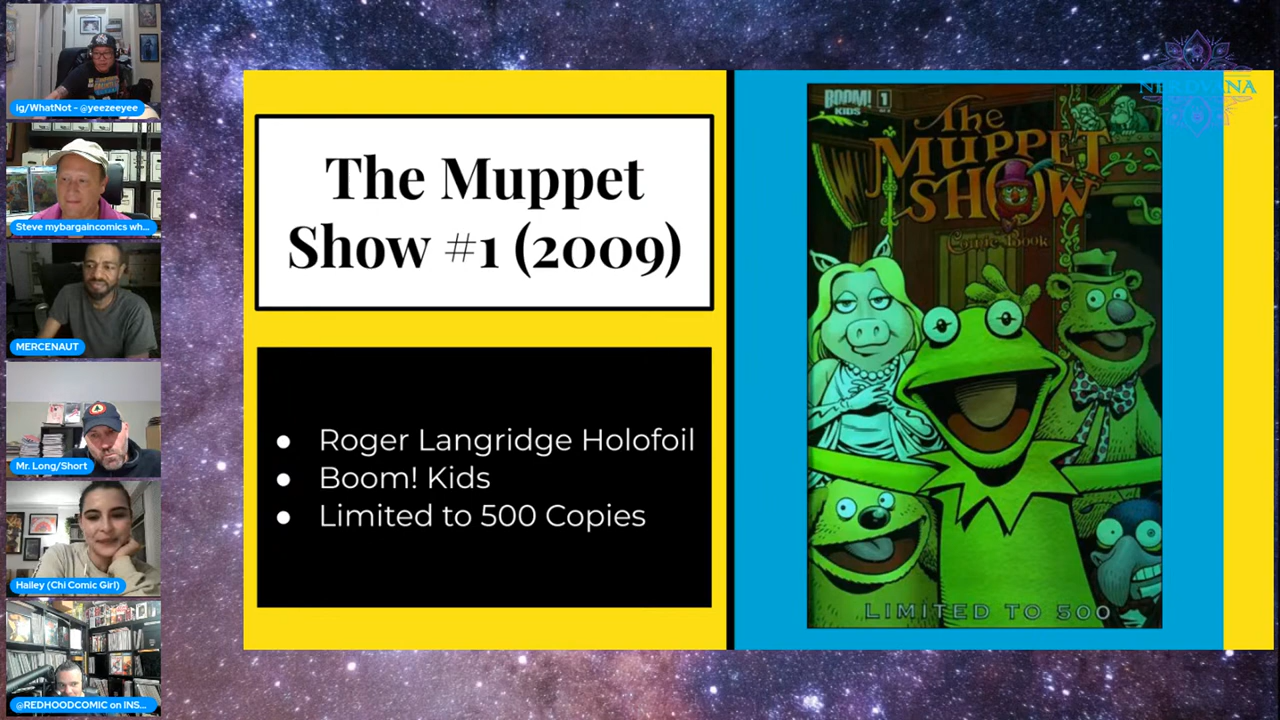 ig/WhatNot - @yeezeeyee
Steve mybargaincomics wh...
MERCENAUT
Mr. Long/Short
Hailey (Chi Comic Girl)
@REDHOODCOMIC on INS...
The Muppet
Show #1 (2009)
● Roger Langridge Holofoil
● Boom! Kids
● Limited to 500 Copies
BOOM!
KIDS
1
The
MUPPET
SHOW
Comic Book
LIMITED TO 500
NERDVANA